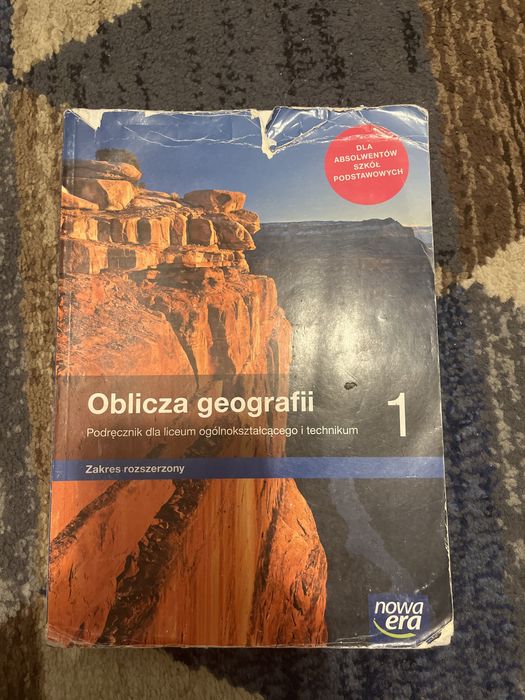 DLA
ABSOLWENTÓW
SZKÓŁ
PODSTAWOWYCH
Oblicza geografii
1
Podręcznik dla liceum ogólnokształcącego i technikum
Zakres rozszerzony
nowa
era